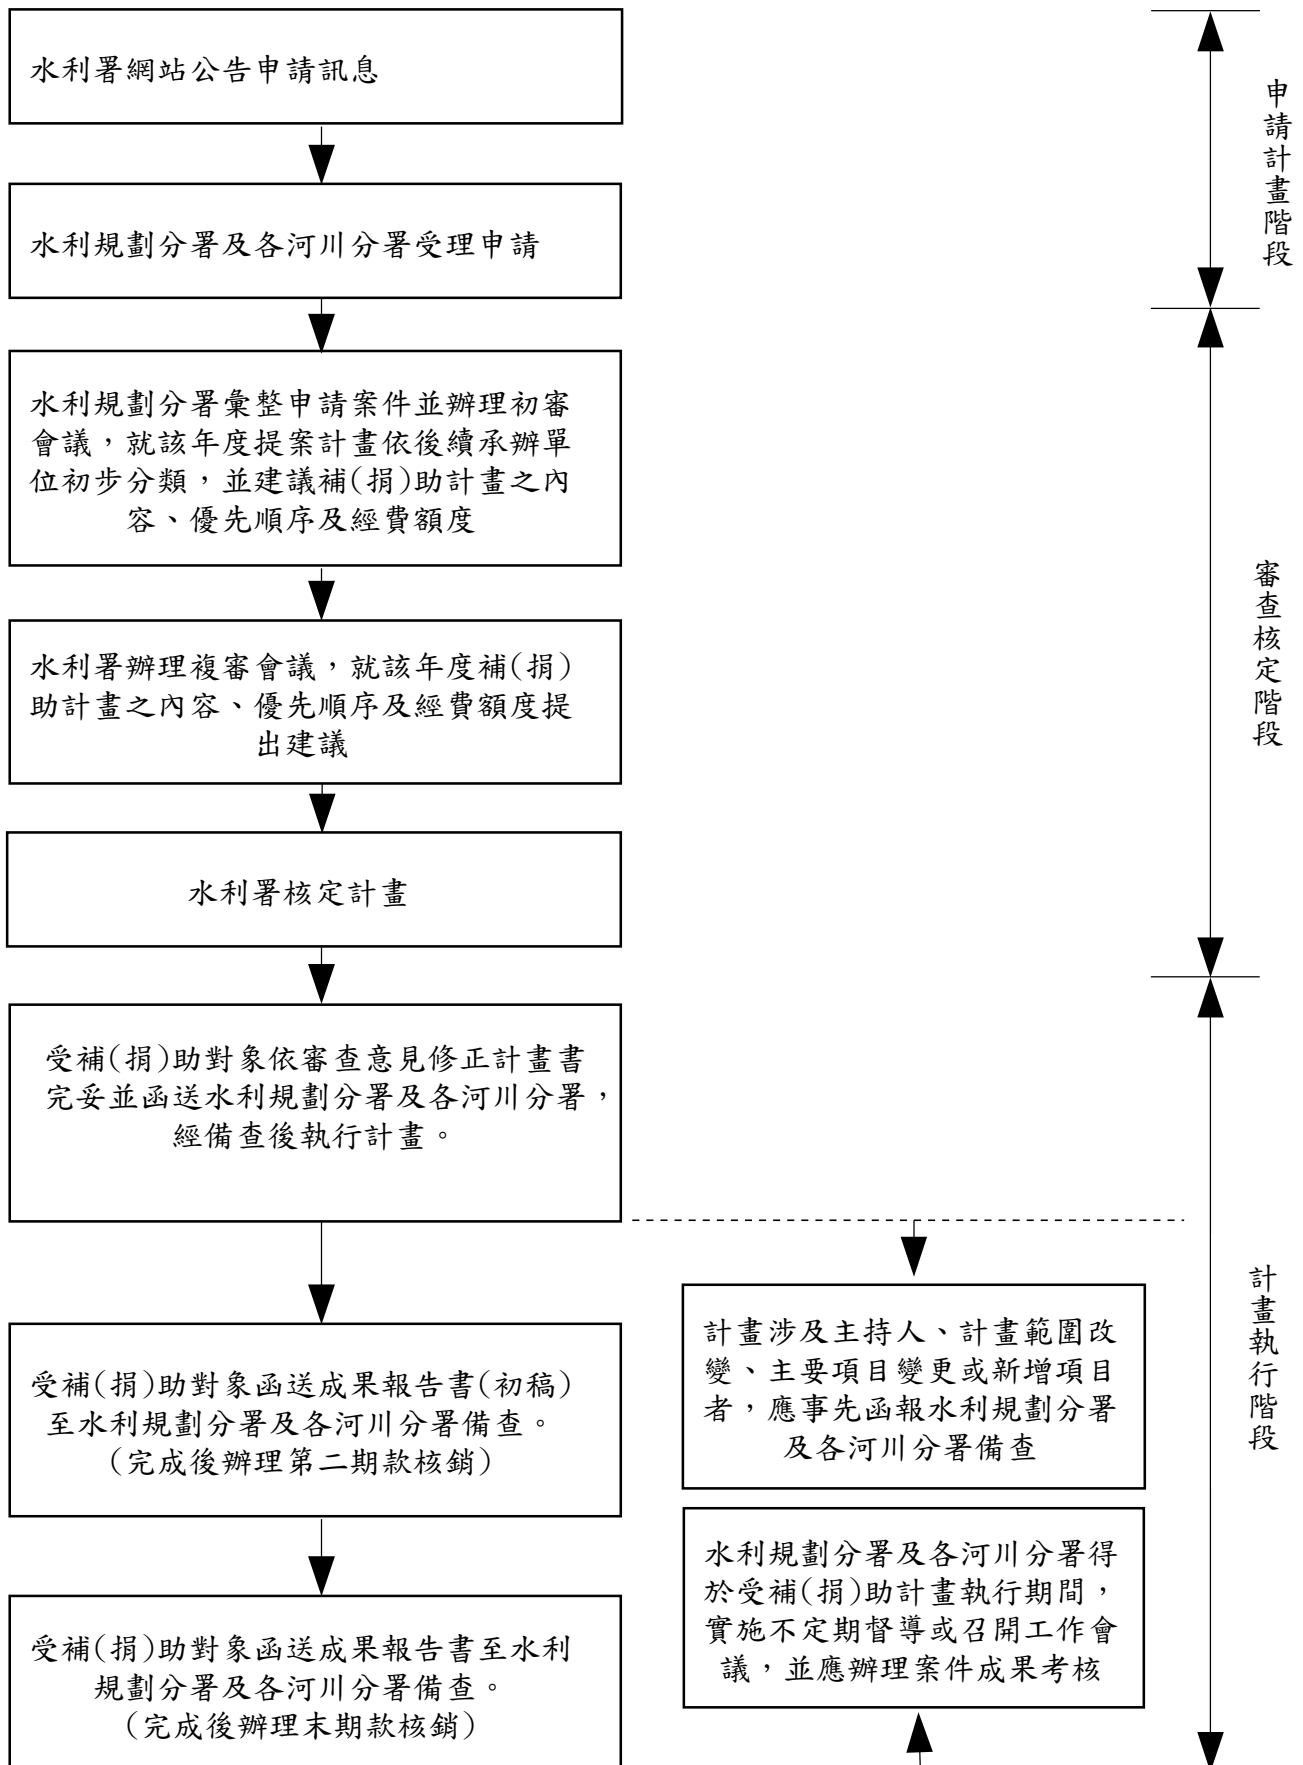 水利署網站公告申請訊息
水利規劃分署及各河川分署受理申請
水利規劃分署彙整申請案件並辦理初審
會議，就該年度提案計畫依後續承辦單
位初步分類，並建議補(捐)助計畫之內
容、優先順序及經費額度
水利署辦理複審會議，就該年度補(捐)
助計畫之內容、優先順序及經費額度提
出建議
水利署核定計畫
受補(捐)助對象依審查意見修正計畫書
完妥並函送水利規劃分署及各河川分署，
經備查後執行計畫。
受補(捐)助對象函送成果報告書(初稿)
至水利規劃分署及各河川分署備查。
(完成後辦理第二期款核銷)
受補(捐)助對象函送成果報告書至水利
規劃分署及各河川分署備查。
(完成後辦理末期款核銷)
計畫涉及主持人、計畫範圍改
變、主要項目變更或新增項目
者，應事先函報水利規劃分署
及各河川分署備查
水利規劃分署及各河川分署得
於受補(捐)助計畫執行期間，
實施不定期督導或召開工作會
議，並應辦理案件成果考核
申請計畫階段
審查核定階段
計畫執行階段